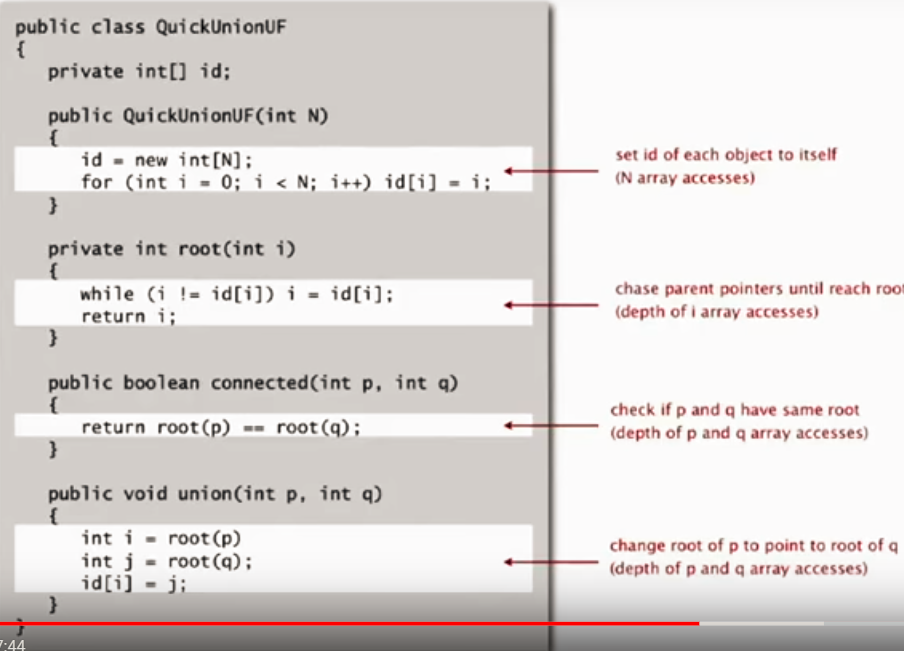 public class QuickUnionUF
{
private int[] id;
public QuickUnionUF(int N)
{
id = new int[N];
for (int i = 0; i < N; i++) id[i] = i;
}
set id of each object to itself
(N array accesses)
private int root(int i)
{
while (i != id[i]) i = id[i];
return i;
}
chase parent pointers until reach root
(depth of i array accesses)
public boolean connected(int p, int q)
{
return root(p) == root(q);
}
check if p and q have same root
(depth of p and q array accesses)
public void union(int p, int q)
{
int i = root(p)
int j = root(q);
id[i] = j;
}
change root of p to point to root of q
(depth of p and q array accesses)
}
7:44